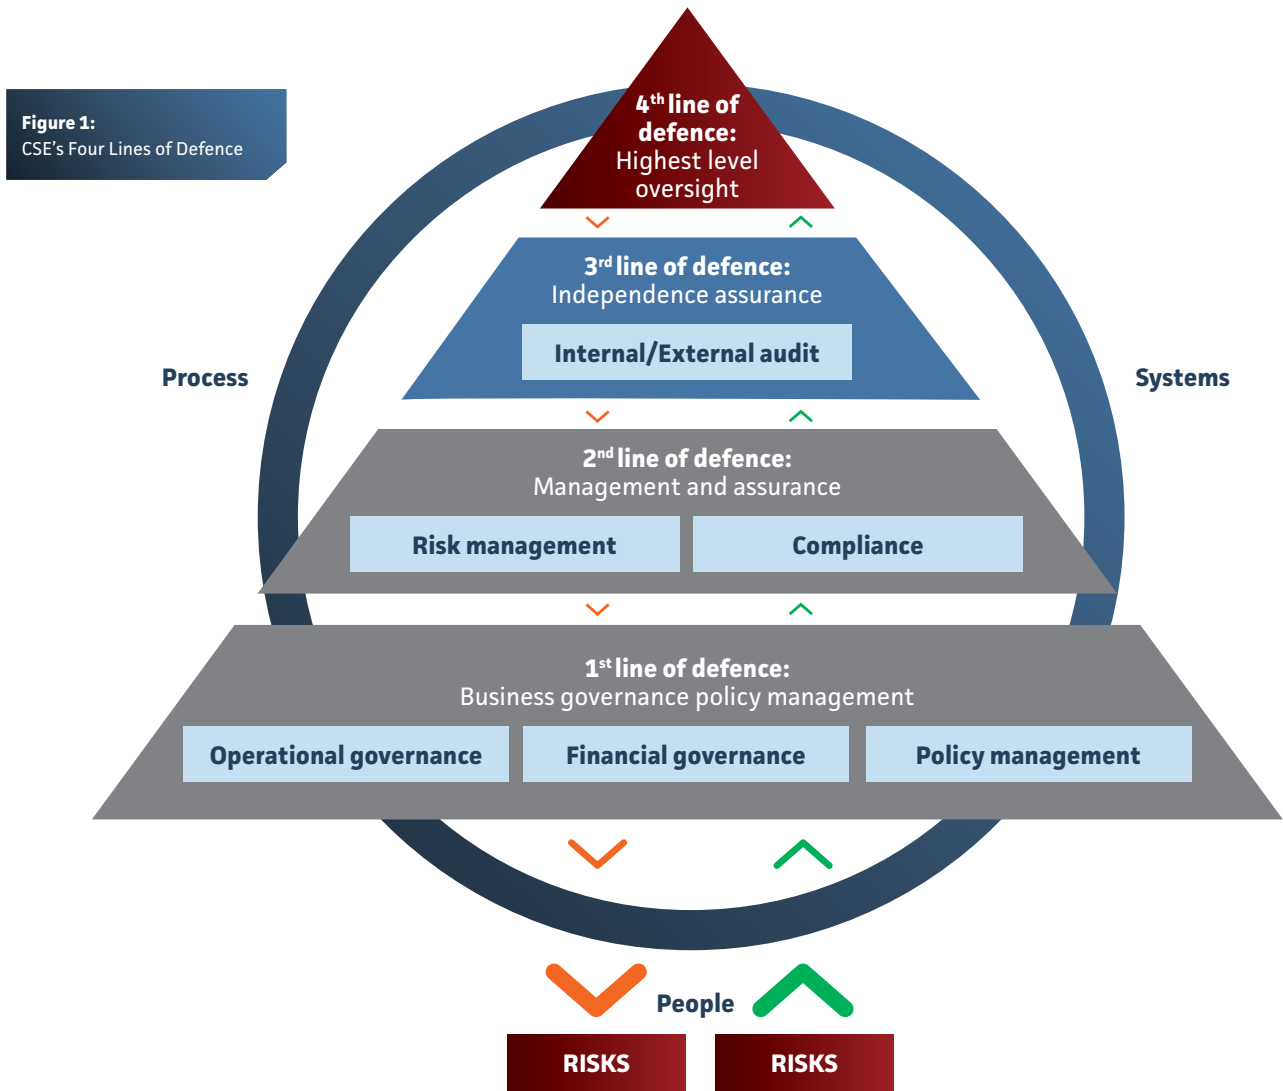 Figure 1:
CSE's Four Lines of Defence
4th line of
defence:
Highest level
oversight
3rd line of defence:
Independence assurance
Internal/External audit
Process
Systems
2nd line of defence:
Management and assurance
Risk management
Compliance
1st line of defence:
Business governance policy management
Operational governance
Financial governance
Policy management
People
RISKS
RISKS